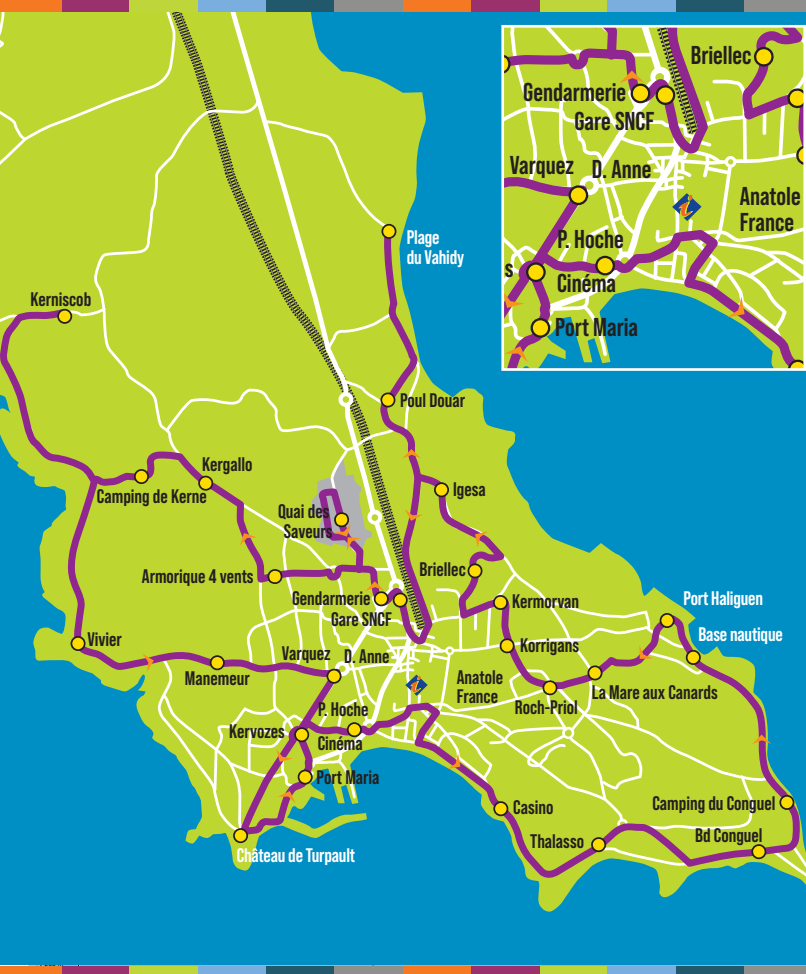 Briellec
Gendarmerie
Gare SNCF
Varquez
D. Anne
Anatole
France
P. Hoche
s
Cinéma
Port Maria
Plage
du Vahidy
Kerniscob
Poul Douar
Kergallo
Camping de Kerne
Igesa
Quai des
Saveurs
Armorique 4 vents
Briellec
Gendarmerie
Gare SNCF
Kermorvan
Port Haliguen
Base nautique
Vivier
Korrigans
Varquez
D. Anne
Manemeur
Anatole
France
La Mare aux Canards
Roch-Priol
P. Hoche
Kervozes
Cinéma
Port Maria
Casino
Camping du Conguel
Thalasso
Bd Conguel
Château de Turpault